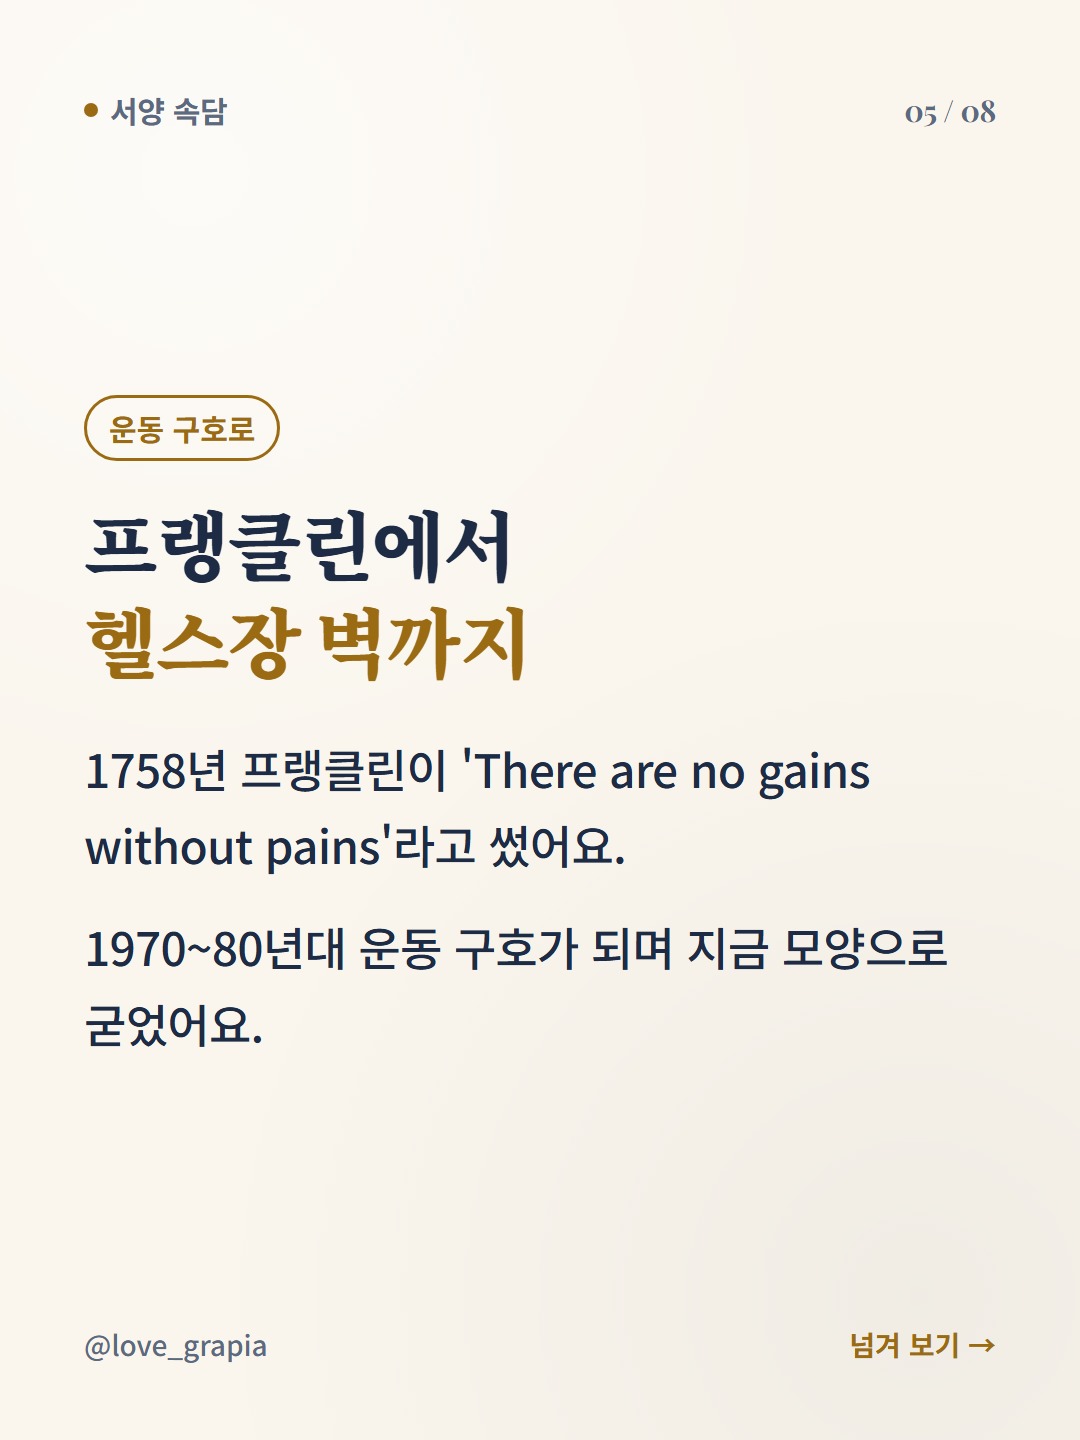 서양 속담
05 / 08
운동 구호로
프랭클린에서
헬스장 벽까지
1758년 프랭클린이 'There are no gains
without pains'라고 썼어요.
1970~80년대 운동 구호가 되며 지금 모양으로
굳었어요.
@love_grapia
넘겨 보기 →